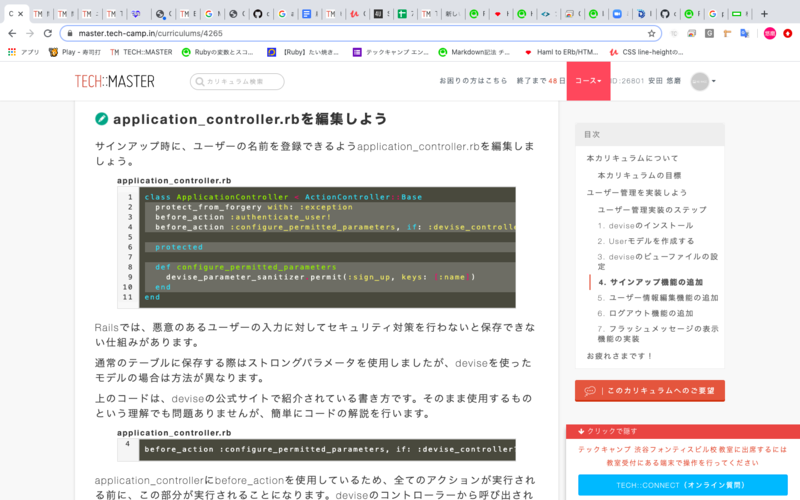 master.tech-camp.in/curriculums/4265
アプリ
Play - 寿司打
TECH::MASTER
Rubyの変数とスコ...
【Ruby】たい焼き...
テックキャンプ エン...
Markdown記法 チ...
Haml to ERb/HTM...
CSS line-heightの...
TECH::MASTER
カリキュラム検索
お困りの方はこちら
終了まで48日
コース
ID:26801 安田 悠磨
application_controller.rbを編集しよう
サインアップ時に、ユーザーの名前を登録できるようapplication_controller.rbを編集しま
しょう。
application_controller.rb
1 class ApplicationController < ActionController::Base
2 protect_from_forgery with: :exception
3 before_action :authenticate_user!
4 before_action :configure_permitted_parameters, if: :devise_controlle
5
6 protected
7
8 def configure_permitted_parameters
9 devise_parameter_sanitizer.permit(:sign_up, keys: [:name])
10 end
11 end
Railsでは、悪意のあるユーザーの入力に対してセキュリティ対策を行わないと保存できな
い仕組みがあります。
通常のテーブルに保存する際はストロングパラメータを使用しましたが、deviseを使った
モデルの場合は方法が異なります。
上のコードは、deviseの公式サイトで紹介されている書き方です。そのまま使用するもの
という理解でも問題ありませんが、簡単にコードの解説を行います。
application_controller.rb
4 before_action :configure_permitted_parameters, if: :devise_controller?
application_controllerにbefore_actionを使用しているため、全てのアクションが実行され
る前に、この部分が実行されることになります。deviseのコントローラーから呼び出され
目次
本カリキュラムについて
本カリキュラムの目標
ユーザー管理を実装しよう
ユーザー管理実装のステップ
1. deviseのインストール
2. Userモデルを作成する
3. deviseのビューファイルの設
定
4. サインアップ機能の追加
5. ユーザー情報編集機能の追加
6. ログアウト機能の追加
7. フラッシュメッセージの表示
機能の実装
お疲れさまです！
このカリキュラムへのご要望
クリックで隠す
テックキャンプ 渋谷フォンティスビル校 教室に出席するには
教室受付にある端末で操作を行ってください
TECH::CONNECT（オンライン質問）